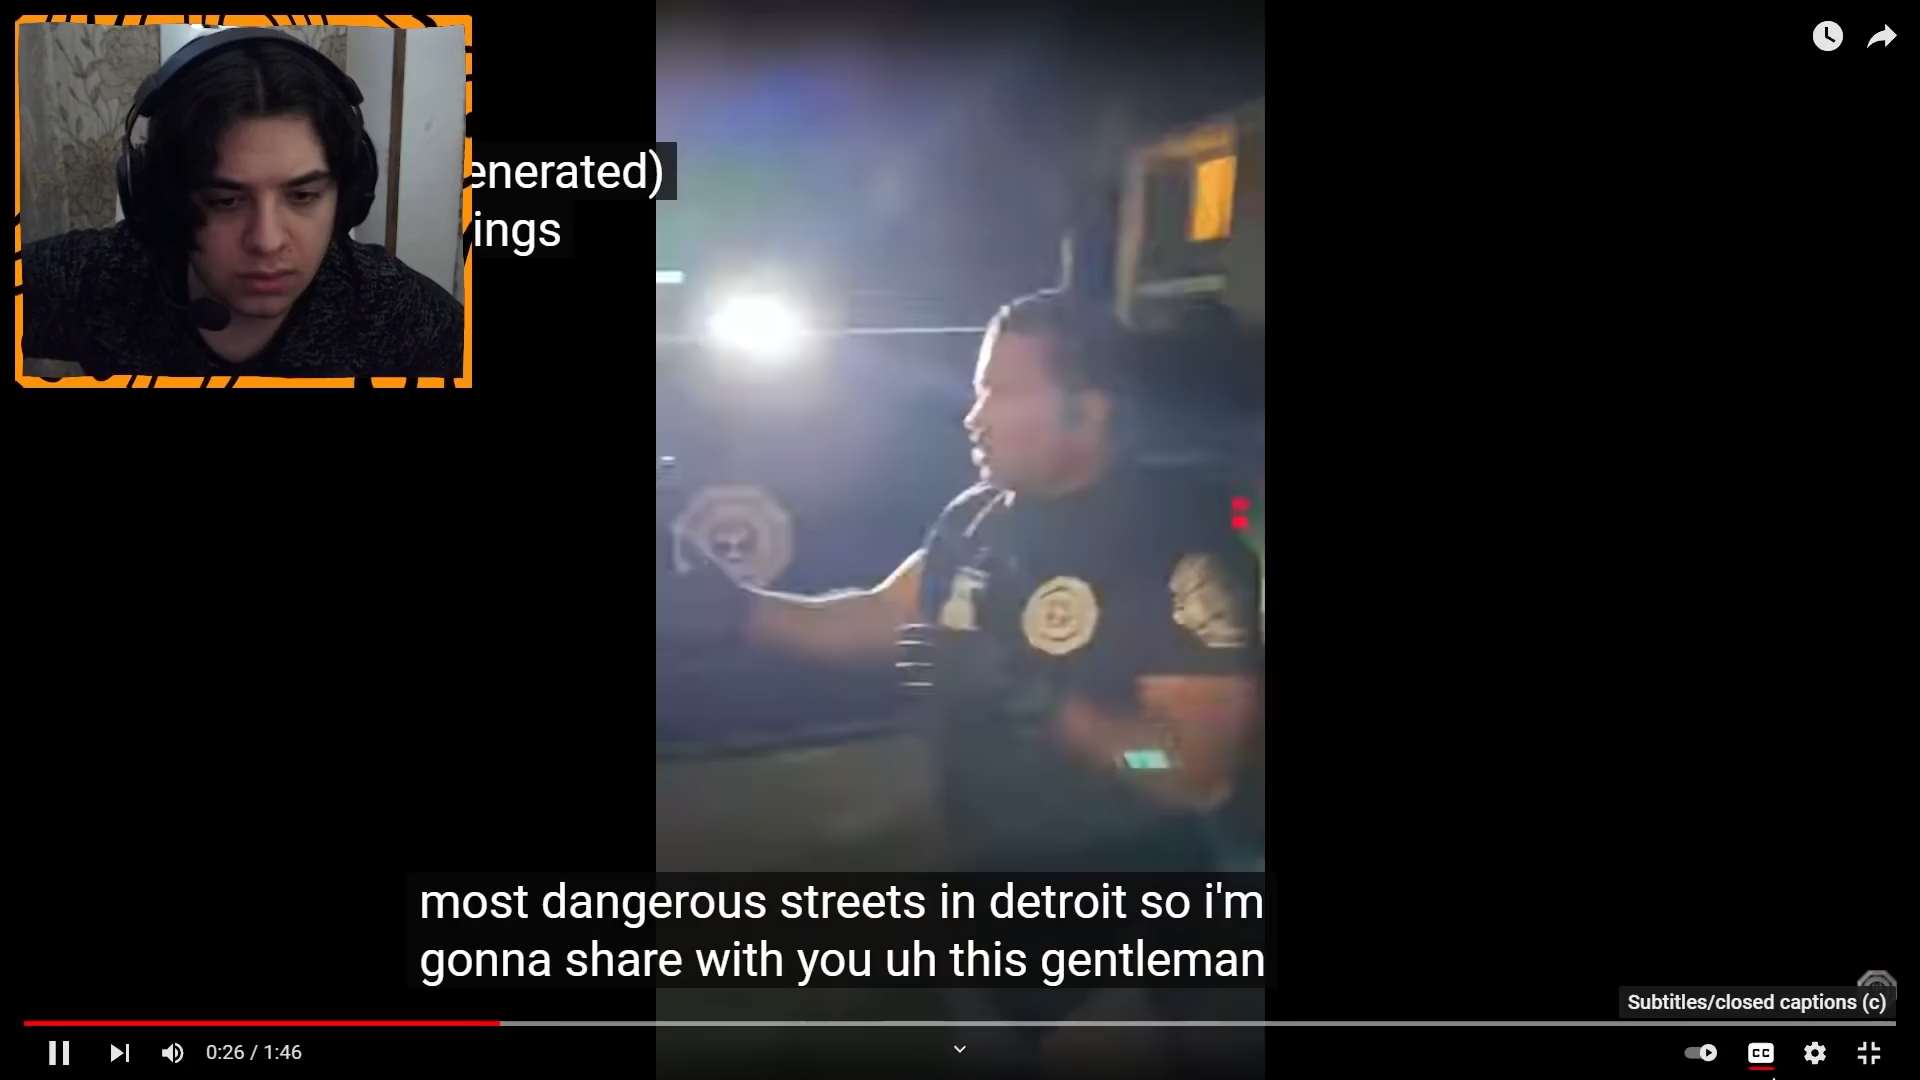 enerated)
ings
most dangerous streets in detroit so i'm
gonna share with you uh this gentleman
Subtitles/closed captions (c)
0:26 / 1:46
CC